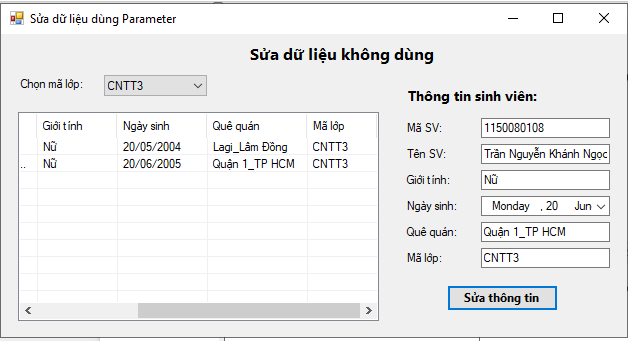 Sửa dữ liệu dùng Parameter
Sửa dữ liệu không dùng
Chọn mã lớp: CNTT3
Giới tính Ngày sinh Quê quán Mã lớp
Nữ 20/05/2004 Lagi_Lâm Đồng CNTT3
.. Nữ 20/06/2005 Quận 1_TP HCM CNTT3
Thông tin sinh viên:
Mã SV: 1150080108
Tên SV: Trần Nguyễn Khánh Ngọc
Giới tính: Nữ
Ngày sinh: Monday , 20 Jun
Quê quán: Quận 1_TP HCM
Mã lớp: CNTT3
Sửa thông tin